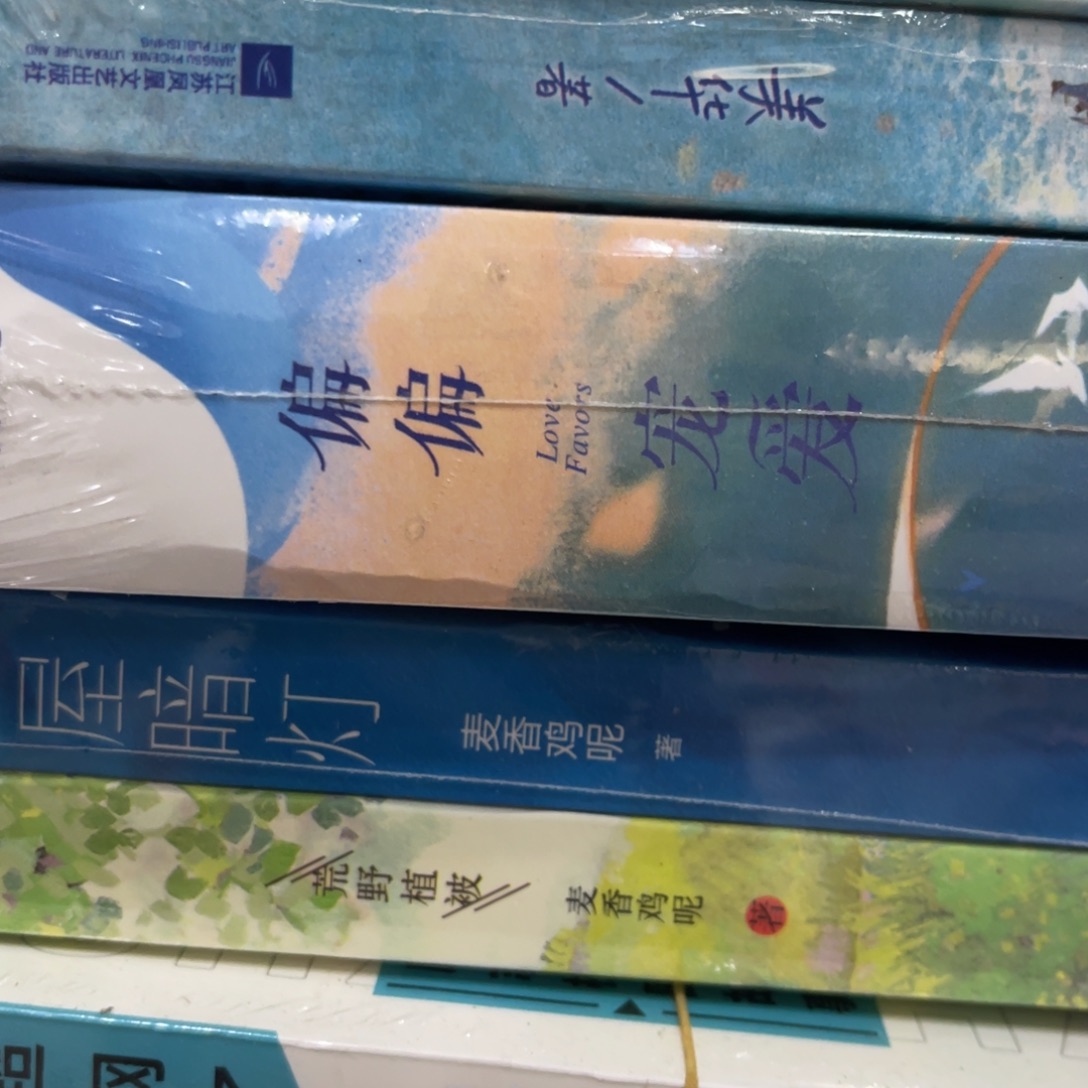 江苏凤凰文艺出版社
JIANGSU PHOENIX LITERATURE AND
ART PUBLISHING
著
偏偏
Love
Favors
宠爱
屋暗灯
麦香鸡呢 著
荒野植被
麦香鸡呢 著
网